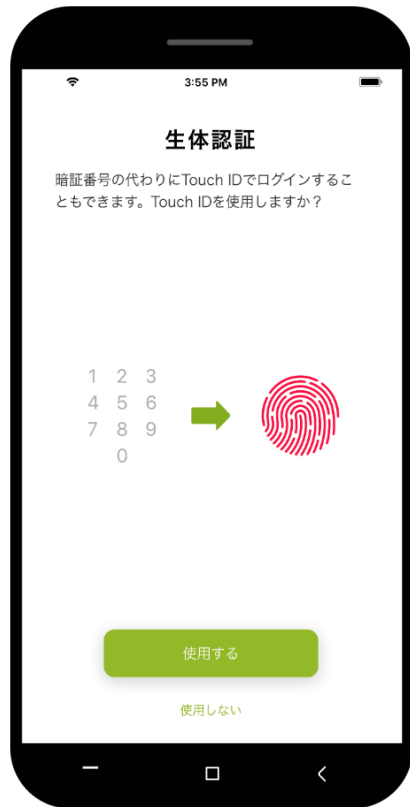 3:55 PM
生体認証
暗証番号の代わりにTouch IDでログインするこ
ともできます。Touch IDを使用しますか？
1 2 3
4 5 6
7 8 9
0
使用する
使用しない